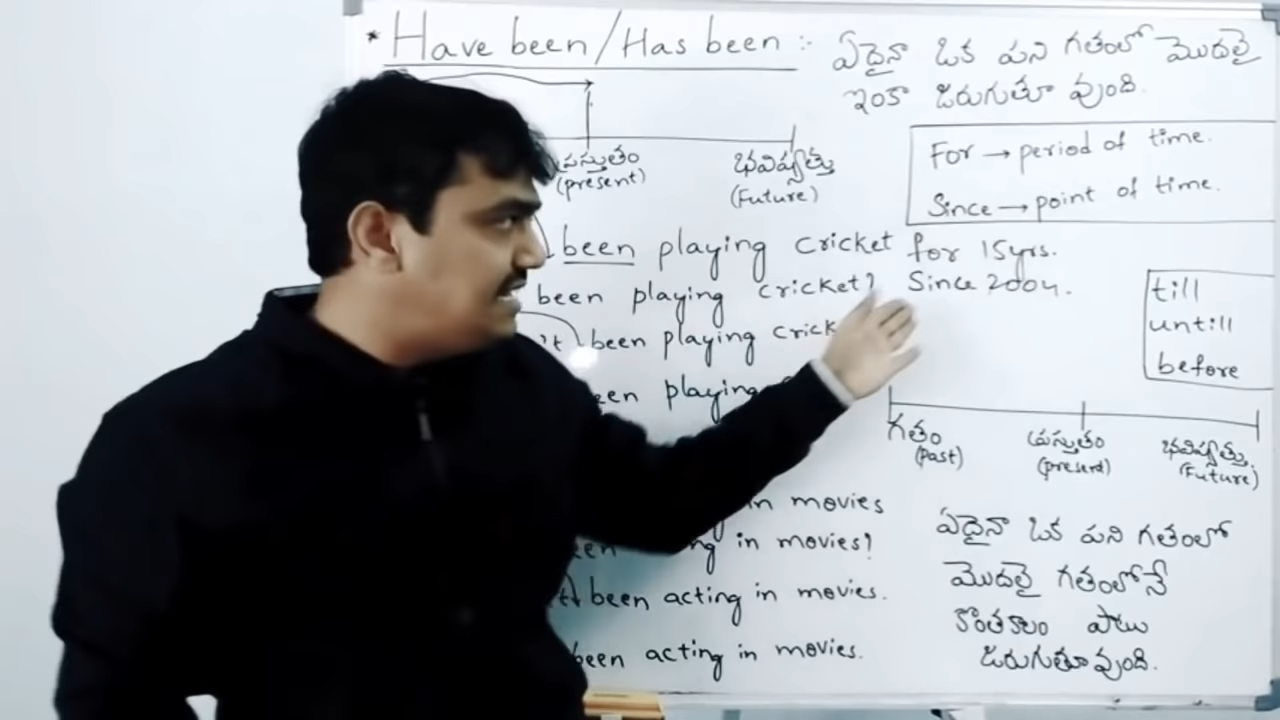 * Have been / Has been :- ఏదైనా ఒక పని గతంలో మొదలై
ఇంకా జరుగుతూ వుంది.
ప్రస్తుతం
(present)
భవిష్యత్తు
(Future)
For → period of time.
Since → point of time.
been playing cricket for 15yrs.
been playing cricket? Since 2004.
't been playing
been playing
till
until
before
గతం
(past)
ప్రస్తుతం
(present)
భవిష్యత్తు
(Future)
in movies
in movies?
been acting in movies.
been acting in movies.
ఏదైనా ఒక పని గతంలో
మొదలై గతంలోనే
కొంతకాలం పాటు
జరుగుతూవుంది.